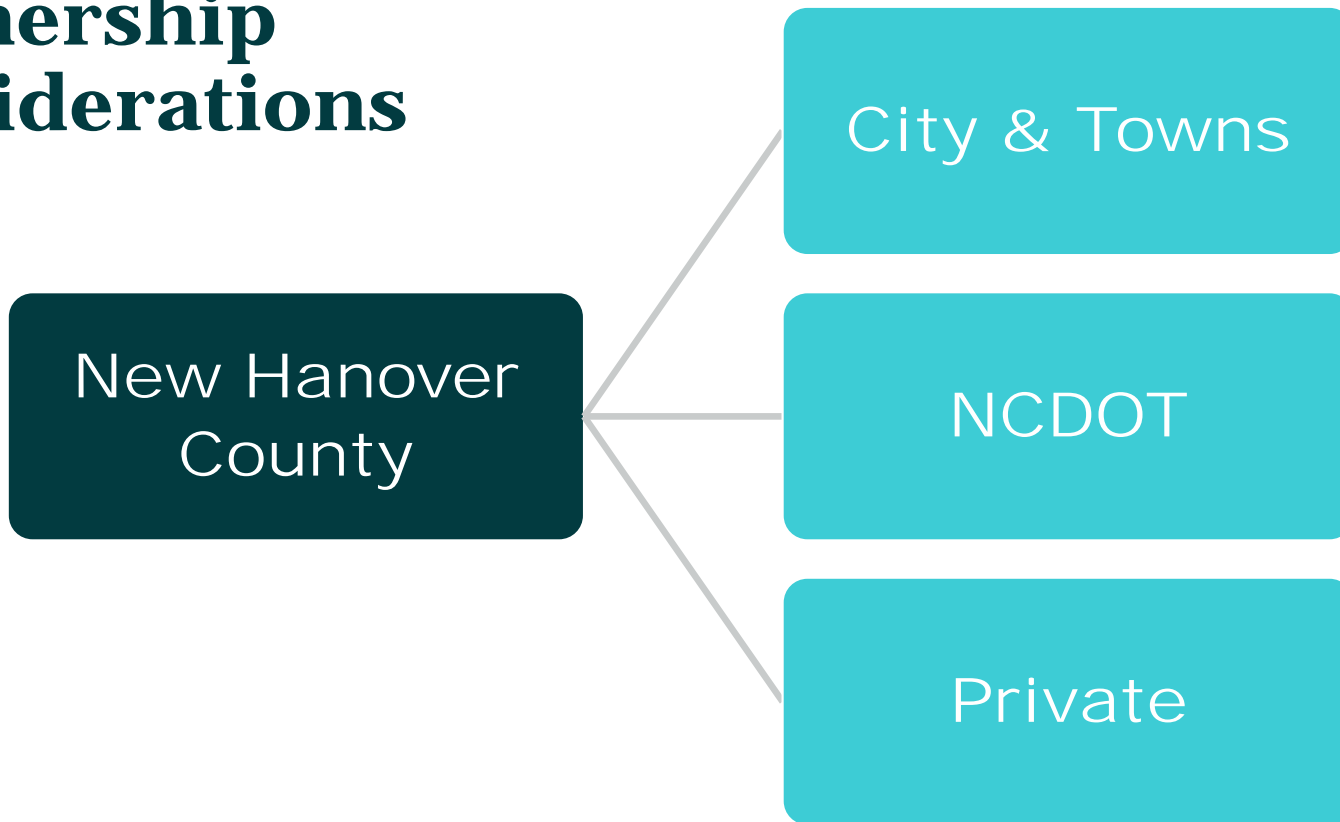 nership
iderations
City & Towns
New Hanover
County
NCDOT
Private